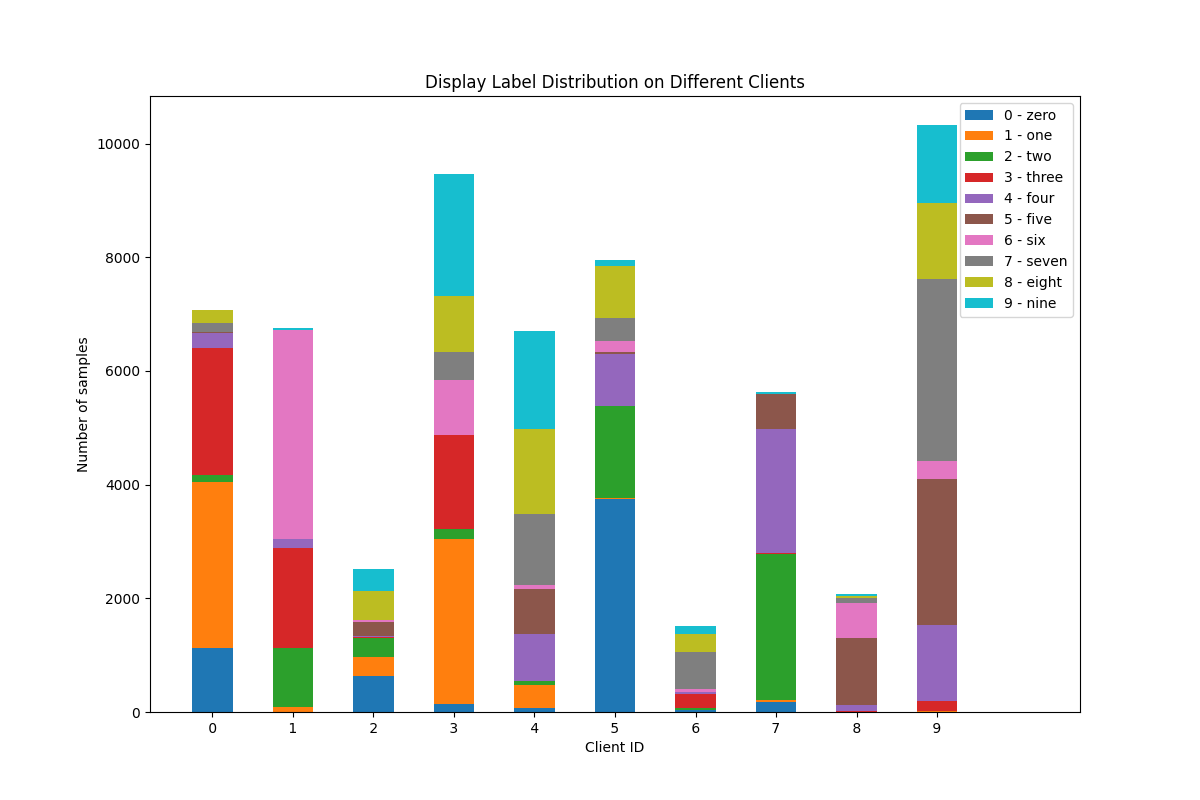 Display Label Distribution on Different Clients
Number of samples
10000
8000
6000
4000
2000
0
0 1 2 3 4 5 6 7 8 9
Client ID
0 - zero
1 - one
2 - two
3 - three
4 - four
5 - five
6 - six
7 - seven
8 - eight
9 - nine